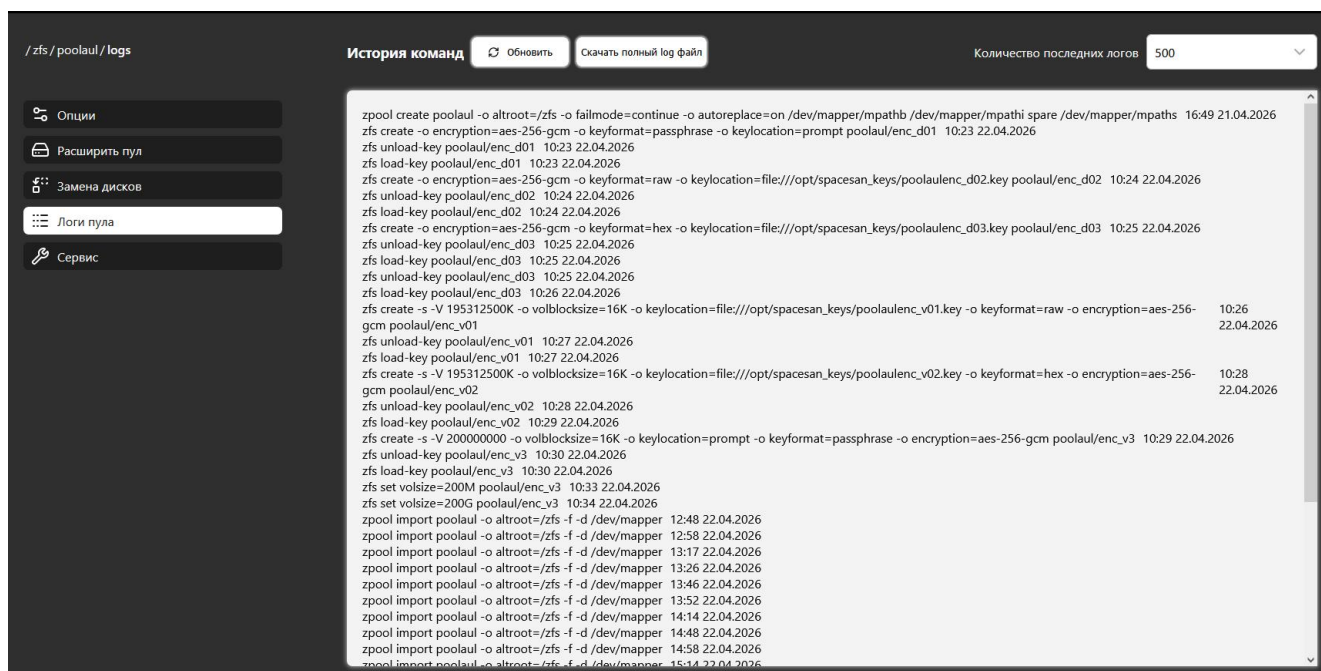 / zfs / poolaul / logs
История команд
Обновить
Скачать полный log файл
Количество последних логов
500
Опции
Расширить пул
Замена дисков
Логи пула
Сервис
zpool create poolaul -o altroot=/zfs -o failmode=continue -o autoreplace=on /dev/mapper/mpathb /dev/mapper/mpathi spare /dev/mapper/mpaths 16:49 21.04.2026
zfs create -o encryption=aes-256-gcm -o keyformat=passphrase -o keylocation=prompt poolaul/enc_d01 10:23 22.04.2026
zfs unload-key poolaul/enc_d01 10:23 22.04.2026
zfs load-key poolaul/enc_d01 10:23 22.04.2026
zfs create -o encryption=aes-256-gcm -o keyformat=raw -o keylocation=file:///opt/spacesan_keys/poolaulenc_d02.key poolaul/enc_d02 10:24 22.04.2026
zfs unload-key poolaul/enc_d02 10:24 22.04.2026
zfs load-key poolaul/enc_d02 10:24 22.04.2026
zfs create -o encryption=aes-256-gcm -o keyformat=hex -o keylocation=file:///opt/spacesan_keys/poolaulenc_d03.key poolaul/enc_d03 10:25 22.04.2026
zfs unload-key poolaul/enc_d03 10:25 22.04.2026
zfs load-key poolaul/enc_d03 10:25 22.04.2026
zfs unload-key poolaul/enc_d03 10:25 22.04.2026
zfs load-key poolaul/enc_d03 10:26 22.04.2026
zfs create -s -V 195312500K -o volblocksize=16K -o keylocation=file:///opt/spacesan_keys/poolaulenc_v01.key -o keyformat=raw -o encryption=aes-256- 10:26
gcm poolaul/enc_v01 22.04.2026
zfs unload-key poolaul/enc_v01 10:27 22.04.2026
zfs load-key poolaul/enc_v01 10:27 22.04.2026
zfs create -s -V 195312500K -o volblocksize=16K -o keylocation=file:///opt/spacesan_keys/poolaulenc_v02.key -o keyformat=hex -o encryption=aes-256- 10:28
gcm poolaul/enc_v02 22.04.2026
zfs unload-key poolaul/enc_v02 10:28 22.04.2026
zfs load-key poolaul/enc_v02 10:29 22.04.2026
zfs create -s -V 200000000 -o volblocksize=16K -o keylocation=prompt -o keyformat=passphrase -o encryption=aes-256-gcm poolaul/enc_v3 10:29 22.04.2026
zfs unload-key poolaul/enc_v3 10:30 22.04.2026
zfs load-key poolaul/enc_v3 10:30 22.04.2026
zfs set volsize=200M poolaul/enc_v3 10:33 22.04.2026
zfs set volsize=200G poolaul/enc_v3 10:34 22.04.2026
zpool import poolaul -o altroot=/zfs -f -d /dev/mapper 12:48 22.04.2026
zpool import poolaul -o altroot=/zfs -f -d /dev/mapper 12:58 22.04.2026
zpool import poolaul -o altroot=/zfs -f -d /dev/mapper 13:17 22.04.2026
zpool import poolaul -o altroot=/zfs -f -d /dev/mapper 13:26 22.04.2026
zpool import poolaul -o altroot=/zfs -f -d /dev/mapper 13:46 22.04.2026
zpool import poolaul -o altroot=/zfs -f -d /dev/mapper 13:52 22.04.2026
zpool import poolaul -o altroot=/zfs -f -d /dev/mapper 14:14 22.04.2026
zpool import poolaul -o altroot=/zfs -f -d /dev/mapper 14:48 22.04.2026
zpool import poolaul -o altroot=/zfs -f -d /dev/mapper 14:58 22.04.2026
zpool import poolaul -o altroot=/zfs -f -d /dev/mapper 15:14 22.04.2026